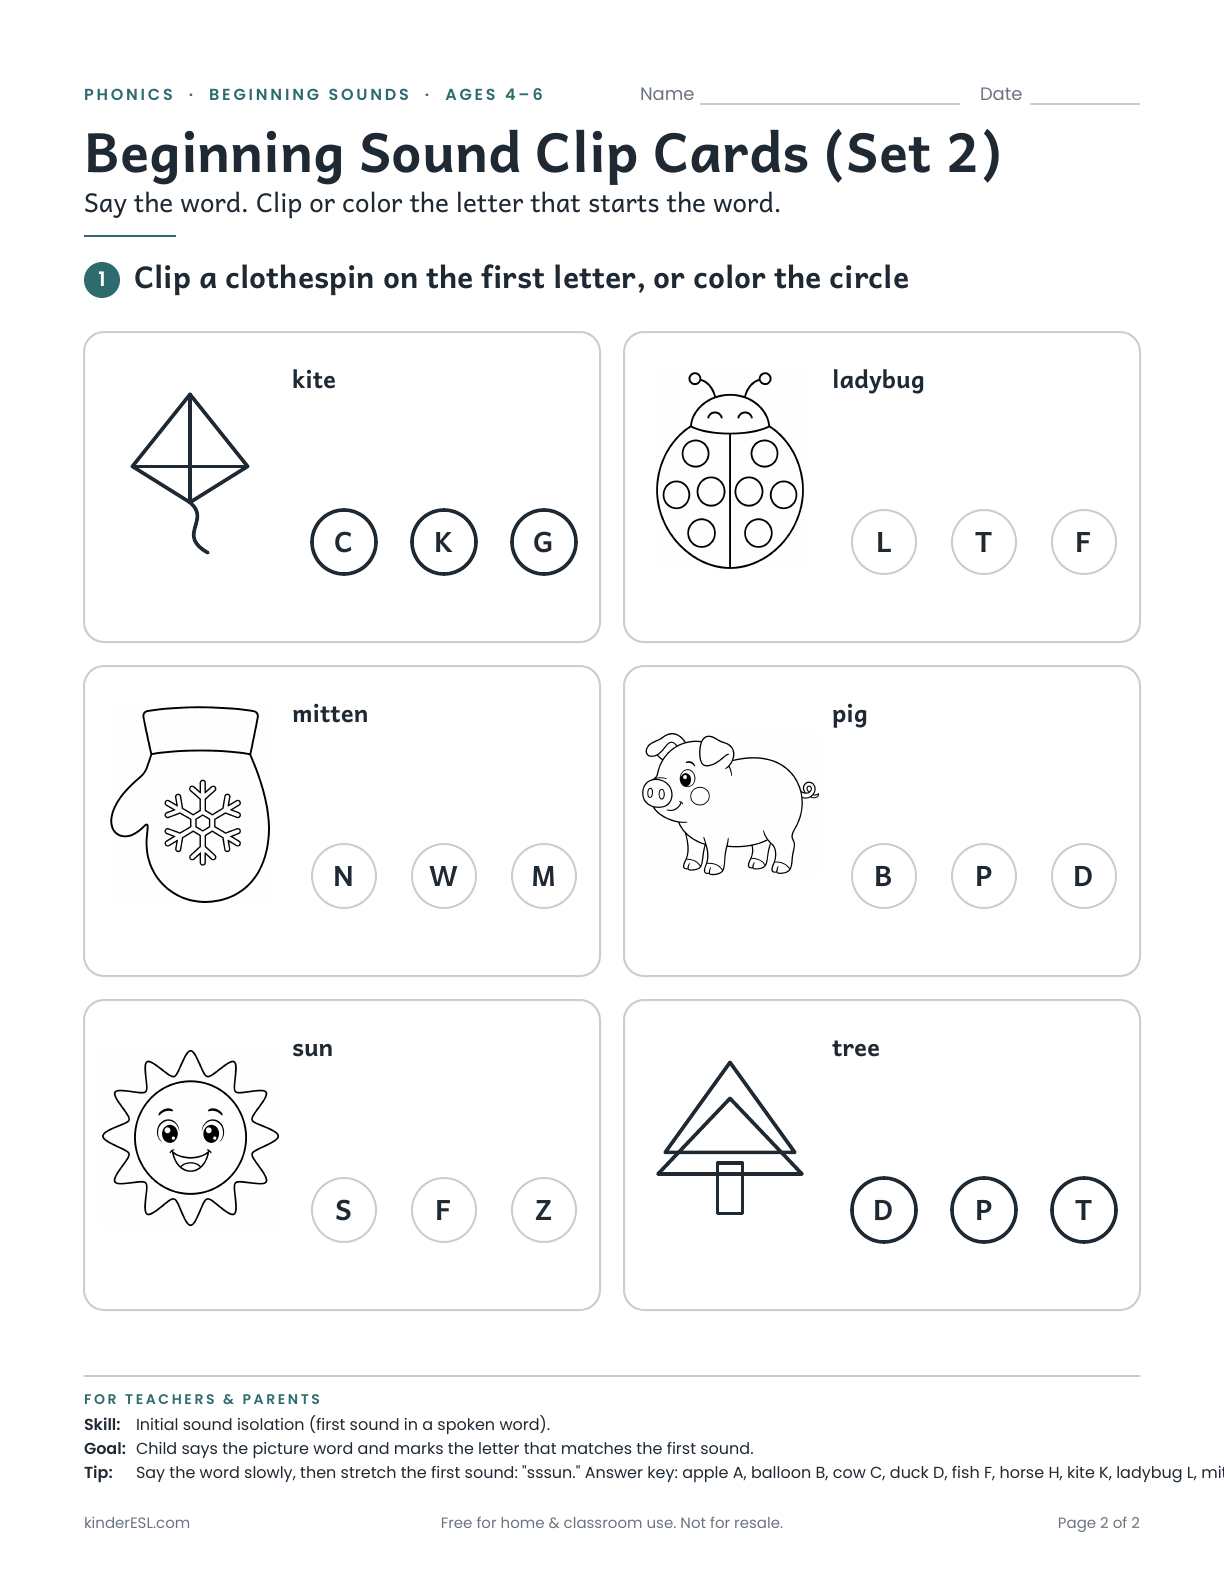 PHONICS · BEGINNING SOUNDS · AGES 4–6 Name Date
Beginning Sound Clip Cards (Set 2)
Say the word. Clip or color the letter that starts the word.
1 Clip a clothespin on the first letter, or color the circle
kite
C K G
ladybug
L T F
mitten
N W M
pig
B P D
sun
S F Z
tree
D P T
FOR TEACHERS & PARENTS
Skill: Initial sound isolation (first sound in a spoken word).
Goal: Child says the picture word and marks the letter that matches the first sound.
Tip: Say the word slowly, then stretch the first sound: "sssun." Answer key: apple A, balloon B, cow C, duck D, fish F, horse H, kite K, ladybug L,
kinderESL.com Free for home & classroom use. Not for resale. Page 2 of 2